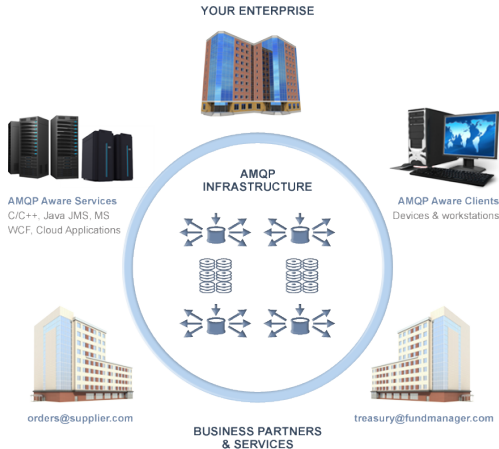 YOUR ENTERPRISE
AMQP
INFRASTRUCTURE
AMQP Aware Services
C/C++, Java JMS, MS
WCF, Cloud Applications
AMQP Aware Clients
Devices & workstations
orders@supplier.com
treasury@fundmanager.com
BUSINESS PARTNERS
& SERVICES